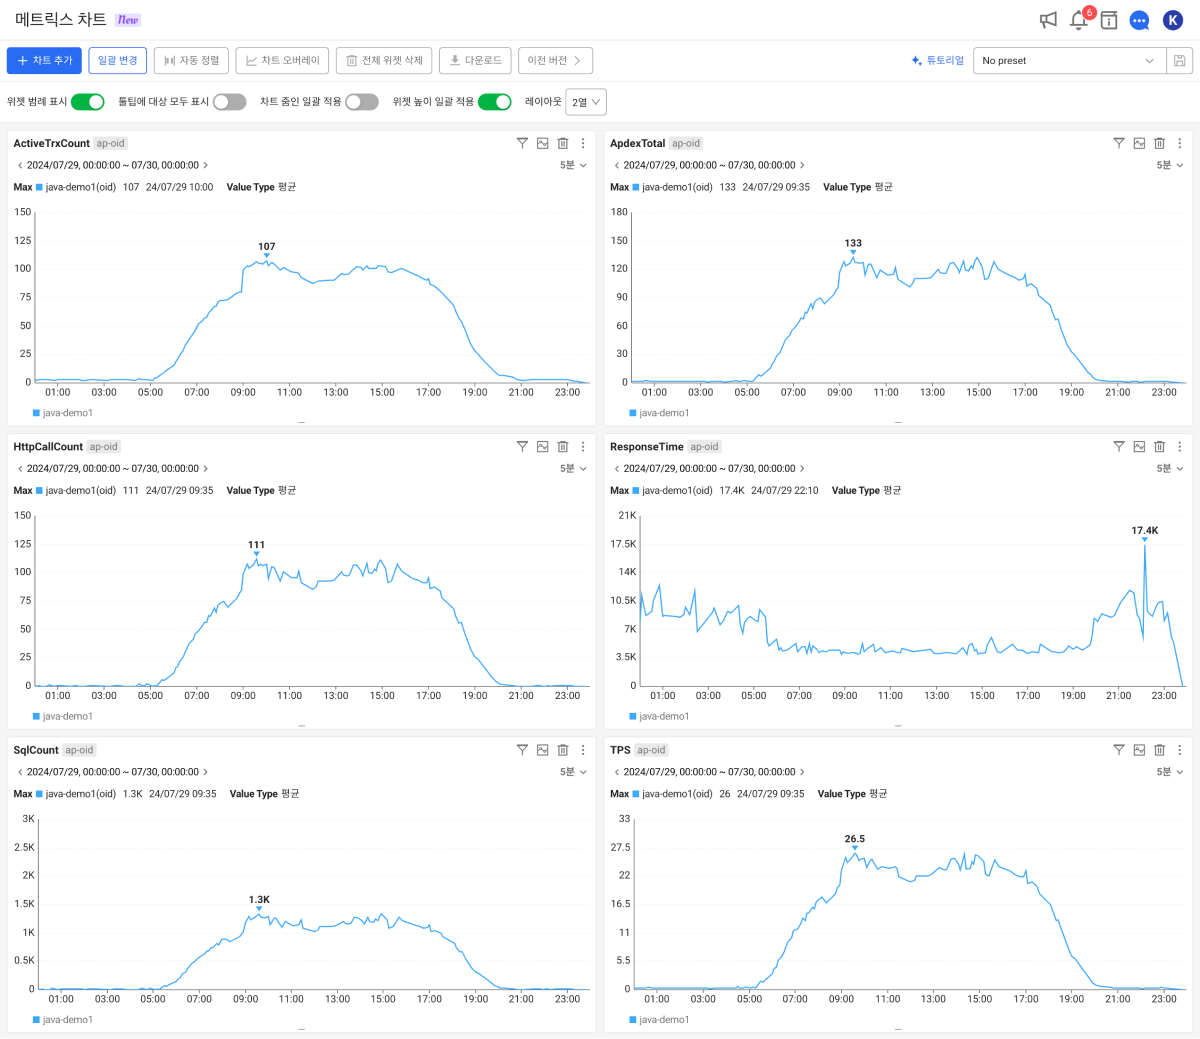 메트릭스 차트 New
6
K
차트 추가 일괄 변경 자동 정렬 차트 오버레이 전체 위젯 삭제 다운로드 이전 버전 튜토리얼 No preset
위젯 범례 표시 툴팁에 대상 모두 표시 차트 줌인 일괄 적용 위젯 높이 일괄 적용 레이아웃 2열
ActiveTrxCount ap-oid
2024/07/29, 00:00:00 ~ 07/30, 00:00:00 5분
Max java-demo1(oid) 107 24/07/29 10:00 Value Type 평균
150
125
107
100
75
50
25
0
01:00 03:00 05:00 07:00 09:00 11:00 13:00 15:00 17:00 19:00 21:00 23:00
java-demo1
ApdexTotal ap-oid
2024/07/29, 00:00:00 ~ 07/30, 00:00:00 5분
Max java-demo1(oid) 133 24/07/29 09:35 Value Type 평균
180
150
133
120
90
60
30
0
01:00 03:00 05:00 07:00 09:00 11:00 13:00 15:00 17:00 19:00 21:00 23:00
java-demo1
HttpCallCount ap-oid
2024/07/29, 00:00:00 ~ 07/30, 00:00:00 5분
Max java-demo1(oid) 111 24/07/29 09:35 Value Type 평균
150
125
111
100
75
50
25
0
01:00 03:00 05:00 07:00 09:00 11:00 13:00 15:00 17:00 19:00 21:00 23:00
java-demo1
ResponseTime ap-oid
2024/07/29, 00:00:00 ~ 07/30, 00:00:00 5분
Max java-demo1(oid) 17.4K 24/07/29 22:10 Value Type 평균
21K
17.4K
17.5K
14K
10.5K
7K
3.5K
0
01:00 03:00 05:00 07:00 09:00 11:00 13:00 15:00 17:00 19:00 21:00 23:00
java-demo1
SqlCount ap-oid
2024/07/29, 00:00:00 ~ 07/30, 00:00:00 5분
Max java-demo1(oid) 1.3K 24/07/29 09:35 Value Type 평균
3K
2.5K
2K
1.3K
1.5K
1K
0.5K
0
01:00 03:00 05:00 07:00 09:00 11:00 13:00 15:00 17:00 19:00 21:00 23:00
java-demo1
TPS ap-oid
2024/07/29, 00:00:00 ~ 07/30, 00:00:00 5분
Max java-demo1(oid) 26 24/07/29 09:35 Value Type 평균
33
26.5
27.5
22
16.5
11
5.5
0
01:00 03:00 05:00 07:00 09:00 11:00 13:00 15:00 17:00 19:00 21:00 23:00
java-demo1